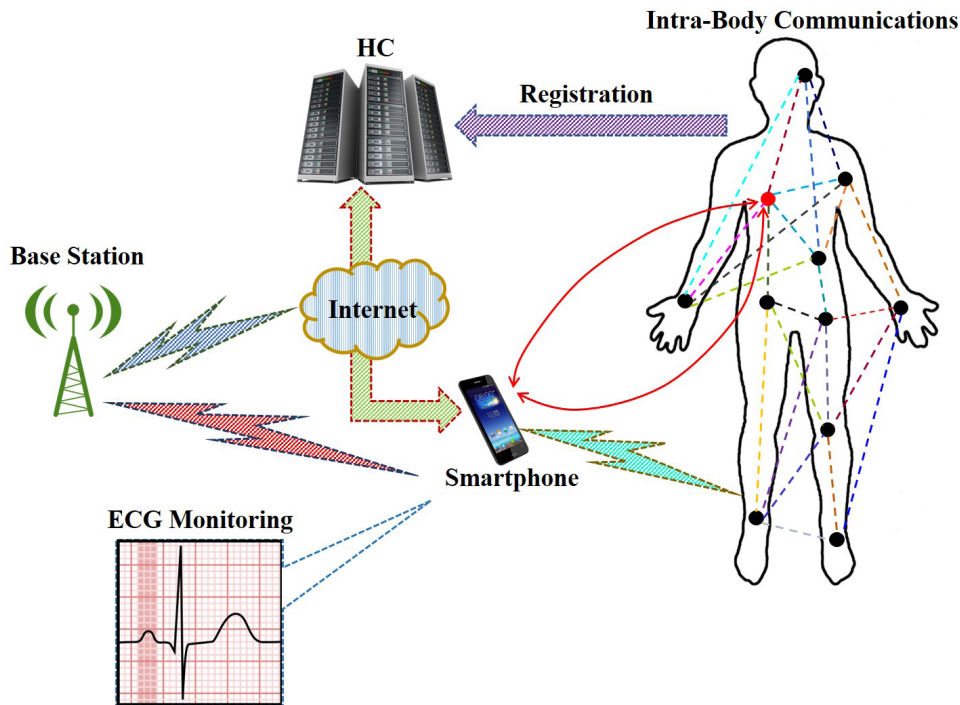 Intra-Body Communications
HC
Registration
Base Station
Internet
Smartphone
ECG Monitoring